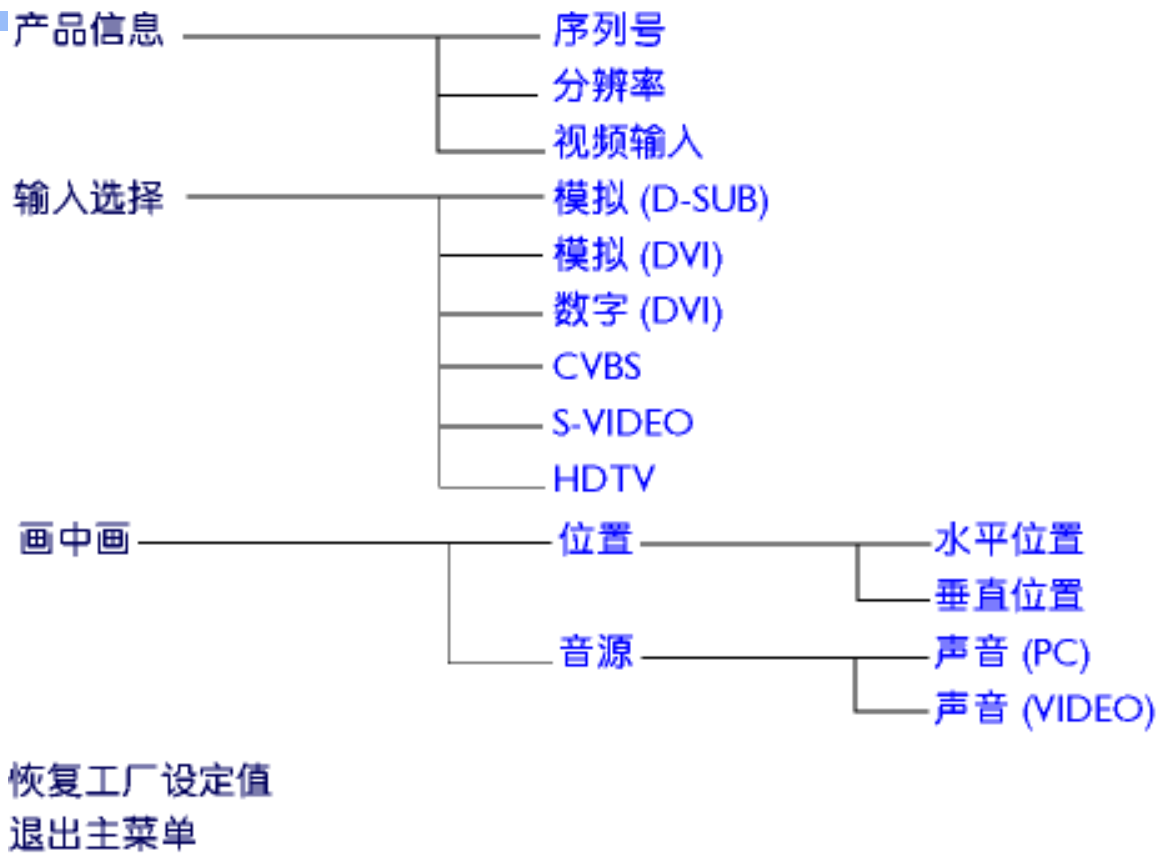 产品信息 序列号
分辨率
视频输入
输入选择 模拟 (D-SUB)
模拟 (DVI)
数字 (DVI)
CVBS
S-VIDEO
HDTV
画中画 位置 水平位置
垂直位置
音源 声音 (PC)
声音 (VIDEO)
恢复工厂设定值
退出主菜单